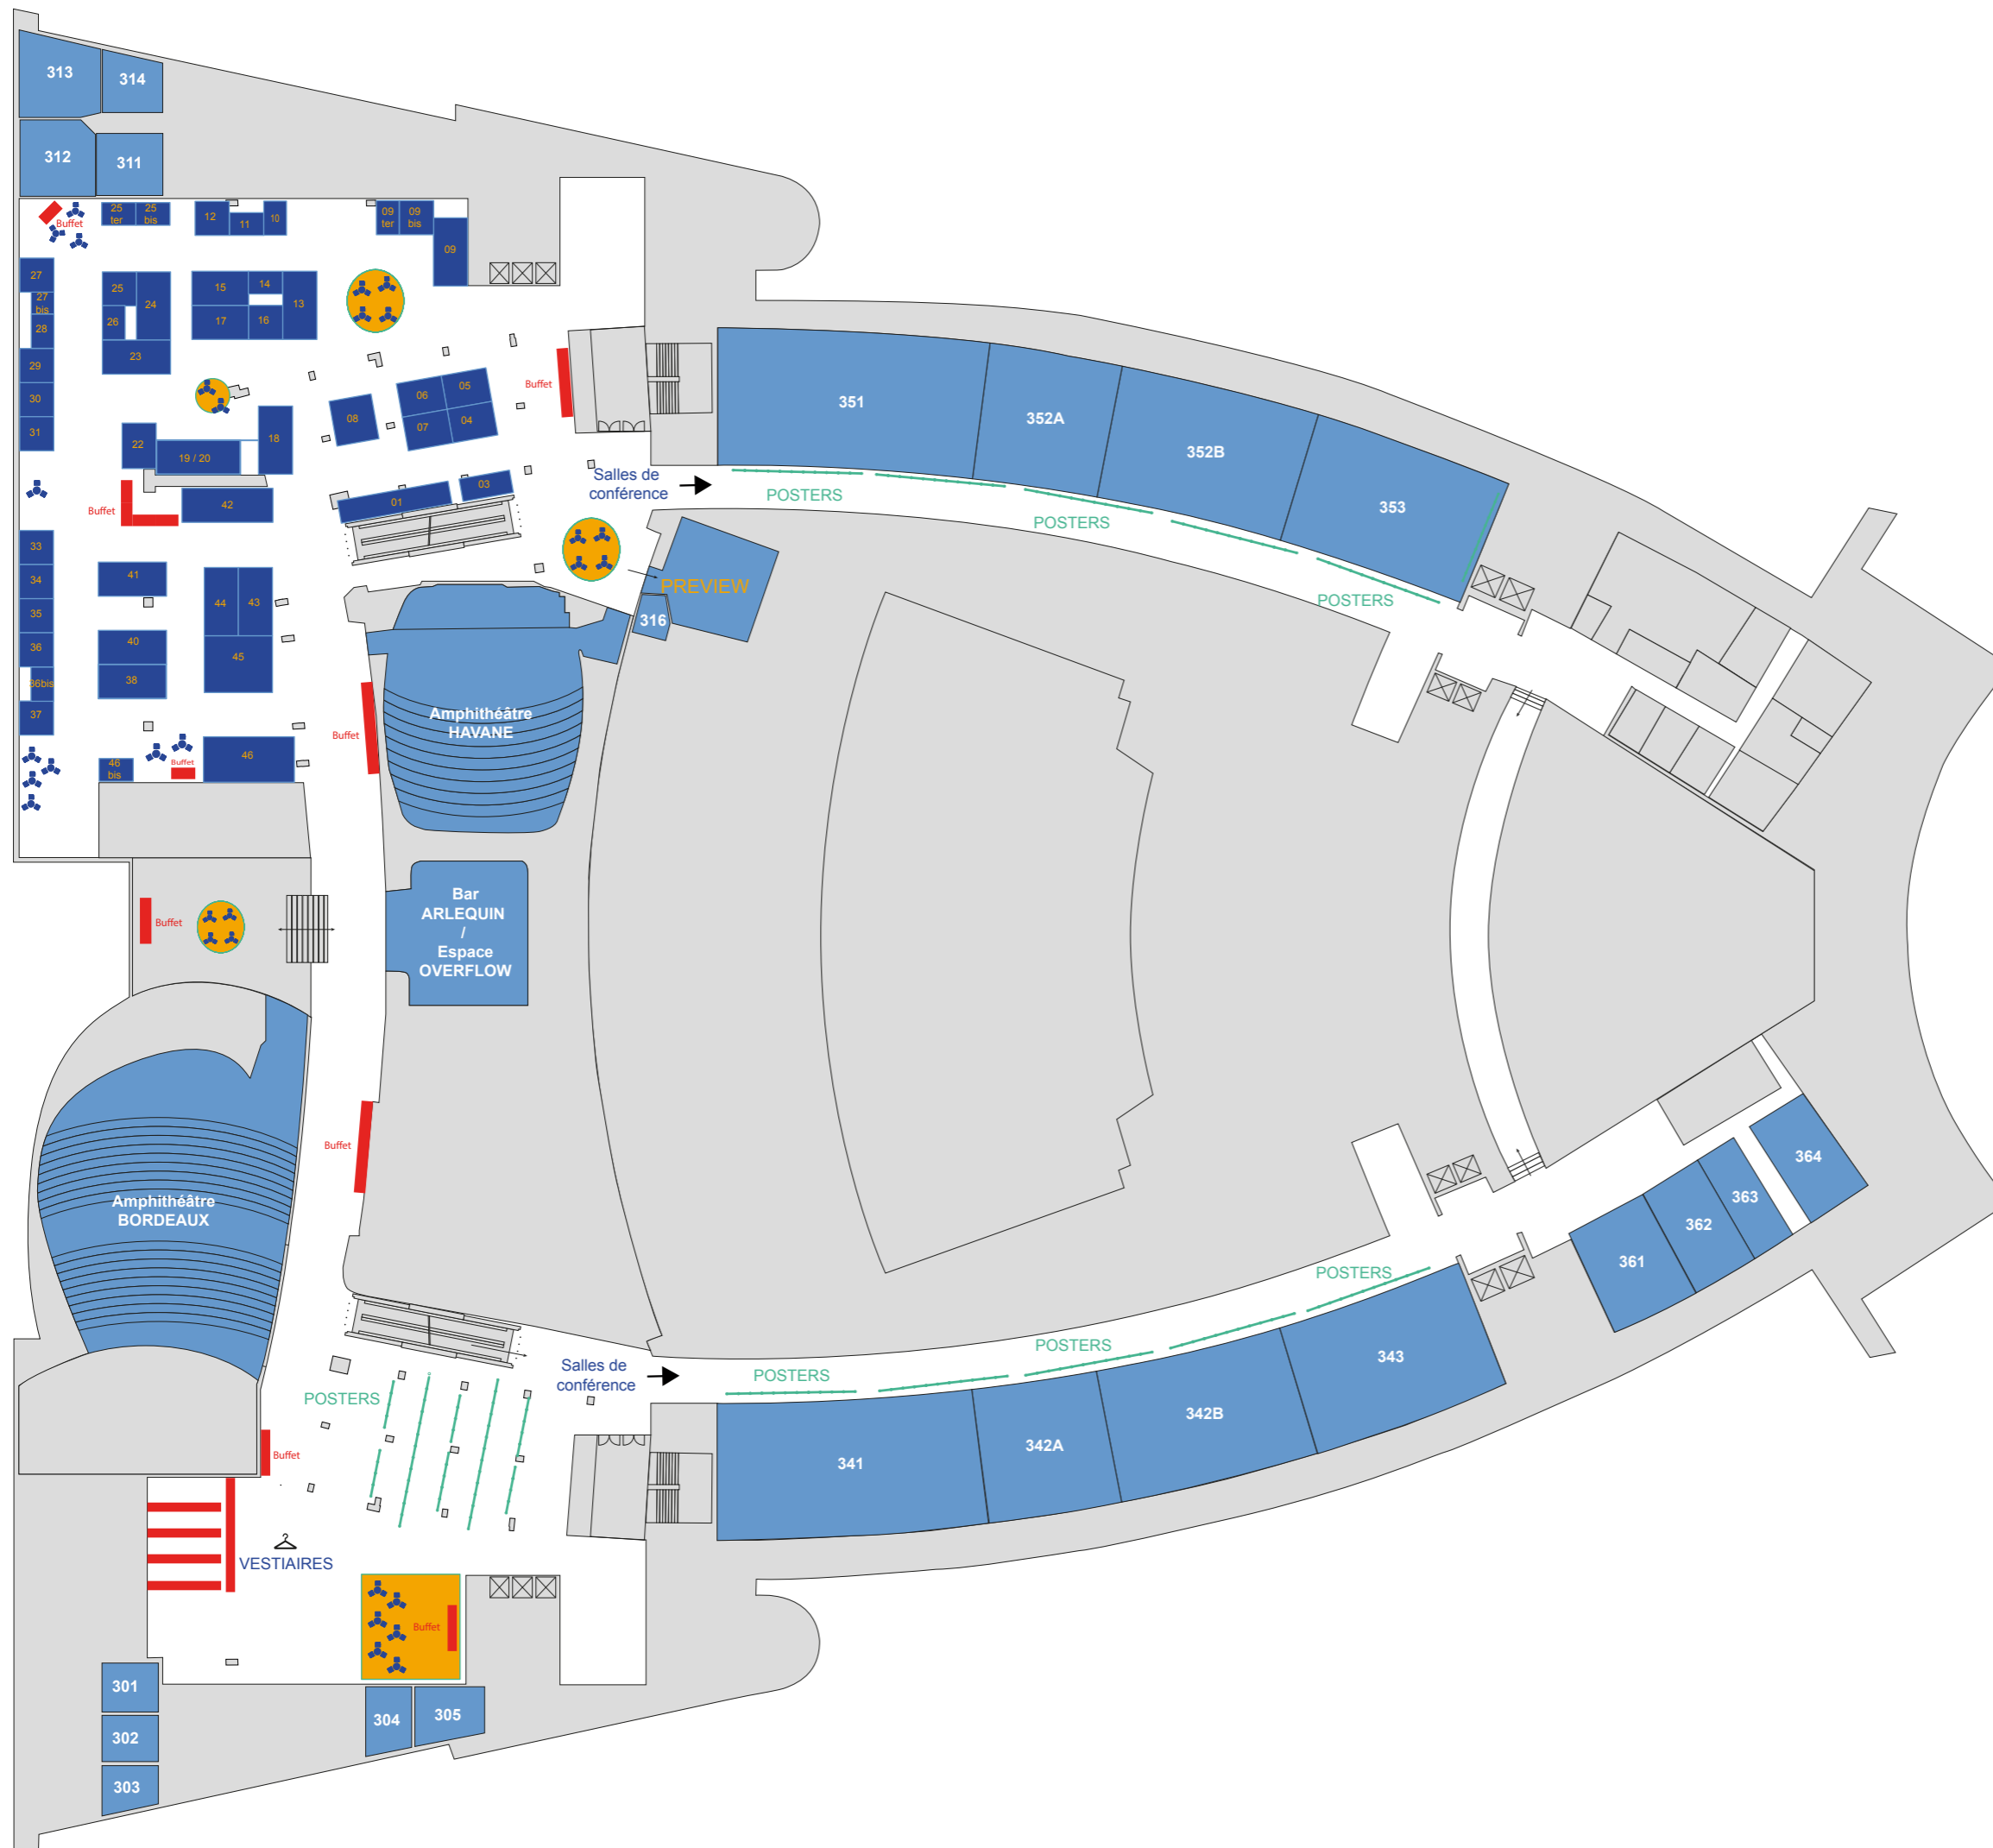 313
314
312
311
25
ter
25
bis
12
11
10
09
ter
09
bis
09
Buffet
27
27
bis
28
25
24
26
23
15
14
13
17
16
29
30
31
08
06
05
07
04
Buffet
22
19 / 20
18
42
Buffet
01
03
Salles de
conférence
351
352A
352B
353
POSTERS
POSTERS
POSTERS
33
34
35
36
36bis
37
41
40
38
44
43
45
46
46
bis
Buffet
PREVIEW
316
Amphithéâtre
HAVANE
Buffet
Bar
ARLEQUIN
/
Espace
OVERFLOW
Buffet
Amphithéâtre
BORDEAUX
Buffet
364
363
362
361
POSTERS
POSTERS
POSTERS
343
342B
342A
341
Salles de
conférence
POSTERS
Buffet
VESTIAIRES
Buffet
301
302
303
304
305